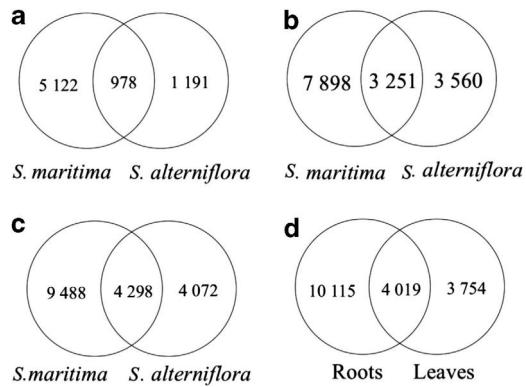 a
b
5 122
978
1 191
7 898
3 251
3 560
S. maritima
S. alterniflora
S. maritima
S. alterniflora
c
d
9 488
4 298
4 072
10 115
4 019
3 754
S.maritima
S. alterniflora
Roots
Leaves